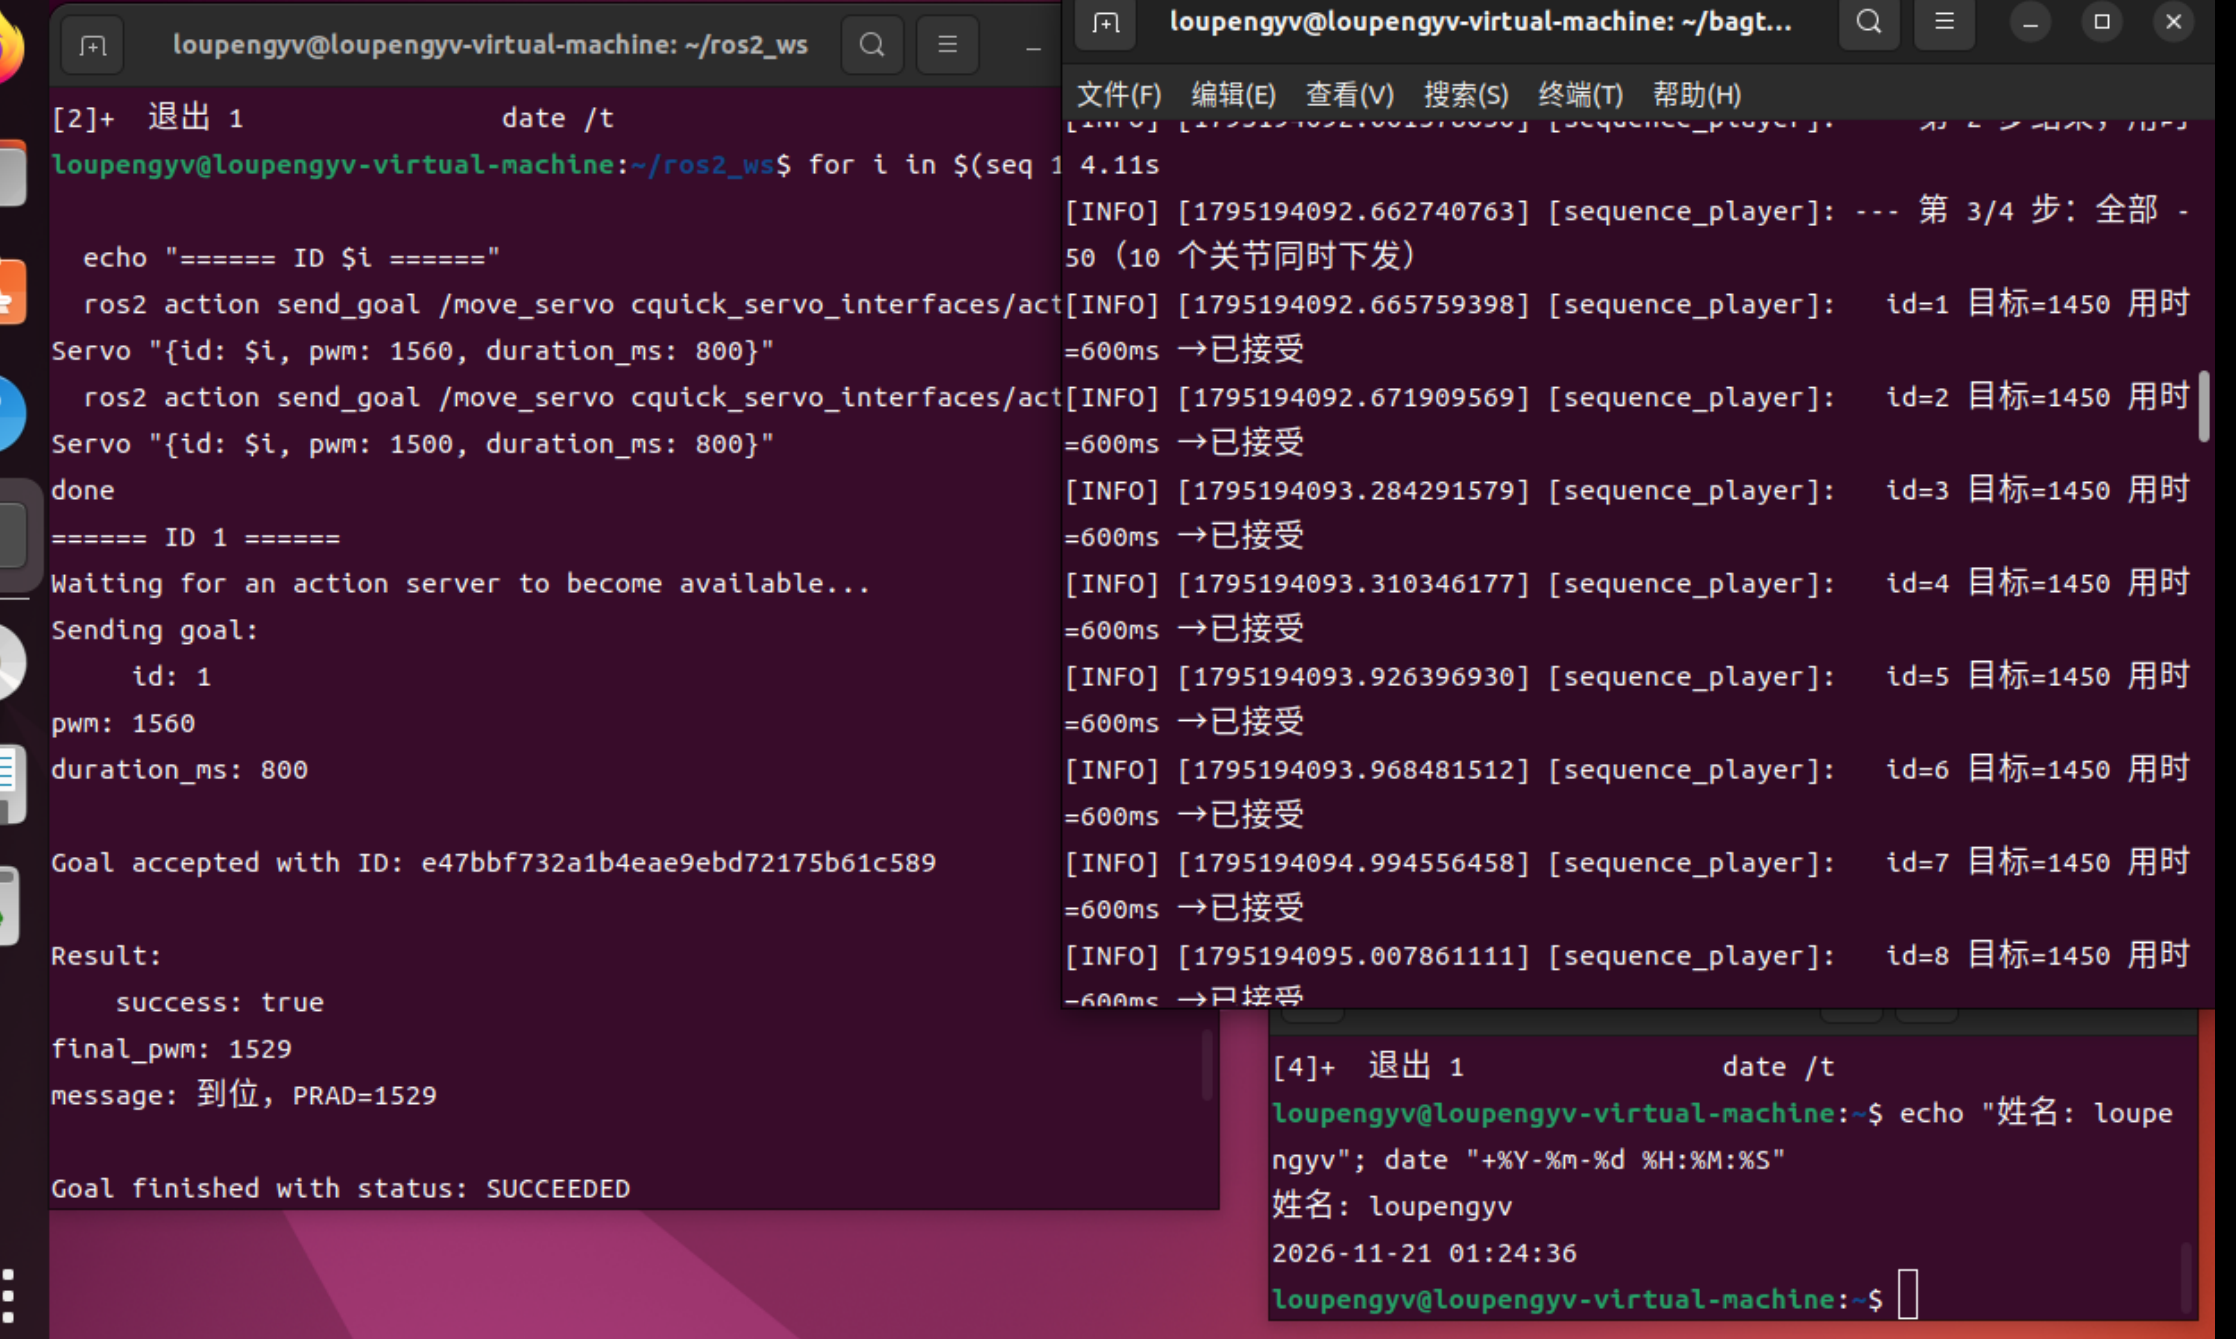 loupengyv@loupengyv-virtual-machine: ~/ros2_ws
[2]+  退出 1                date /t
loupengyv@loupengyv-virtual-machine:~/ros2_ws$ for i in $(seq 1
  echo "====== ID $i ======"
  ros2 action send_goal /move_servo cquick_servo_interfaces/act
Servo "{id: $i, pwm: 1560, duration_ms: 800}"
  ros2 action send_goal /move_servo cquick_servo_interfaces/act
Servo "{id: $i, pwm: 1500, duration_ms: 800}"
done
====== ID 1 ======
Waiting for an action server to become available...
Sending goal:
     id: 1
pwm: 1560
duration_ms: 800
Goal accepted with ID: e47bbf732a1b4eae9ebd72175b61c589
Result:
    success: true
final_pwm: 1529
message: 到位，PRAD=1529
Goal finished with status: SUCCEEDED
loupengyv@loupengyv-virtual-machine: ~/bagt...
文件(F) 编辑(E) 查看(V) 搜索(S) 终端(T) 帮助(H)
[sequence_player]:   第 2 步结束，用时
4.11s
[INFO] [1795194092.662740763] [sequence_player]: --- 第 3/4 步：全部 -
50（10 个关节同时下发）
[INFO] [1795194092.665759398] [sequence_player]:   id=1 目标=1450 用时
=600ms →已接受
[INFO] [1795194092.671909569] [sequence_player]:   id=2 目标=1450 用时
=600ms →已接受
[INFO] [1795194093.284291579] [sequence_player]:   id=3 目标=1450 用时
=600ms →已接受
[INFO] [1795194093.310346177] [sequence_player]:   id=4 目标=1450 用时
=600ms →已接受
[INFO] [1795194093.926396930] [sequence_player]:   id=5 目标=1450 用时
=600ms →已接受
[INFO] [1795194093.968481512] [sequence_player]:   id=6 目标=1450 用时
=600ms →已接受
[INFO] [1795194094.994556458] [sequence_player]:   id=7 目标=1450 用时
=600ms →已接受
[INFO] [1795194095.007861111] [sequence_player]:   id=8 目标=1450 用时
=600ms →已接受
[4]+  退出 1                date /t
loupengyv@loupengyv-virtual-machine:~$ echo "姓名: loupe
ngyv"; date "+%Y-%m-%d %H:%M:%S"
姓名: loupengyv
2026-11-21 01:24:36
loupengyv@loupengyv-virtual-machine:~$